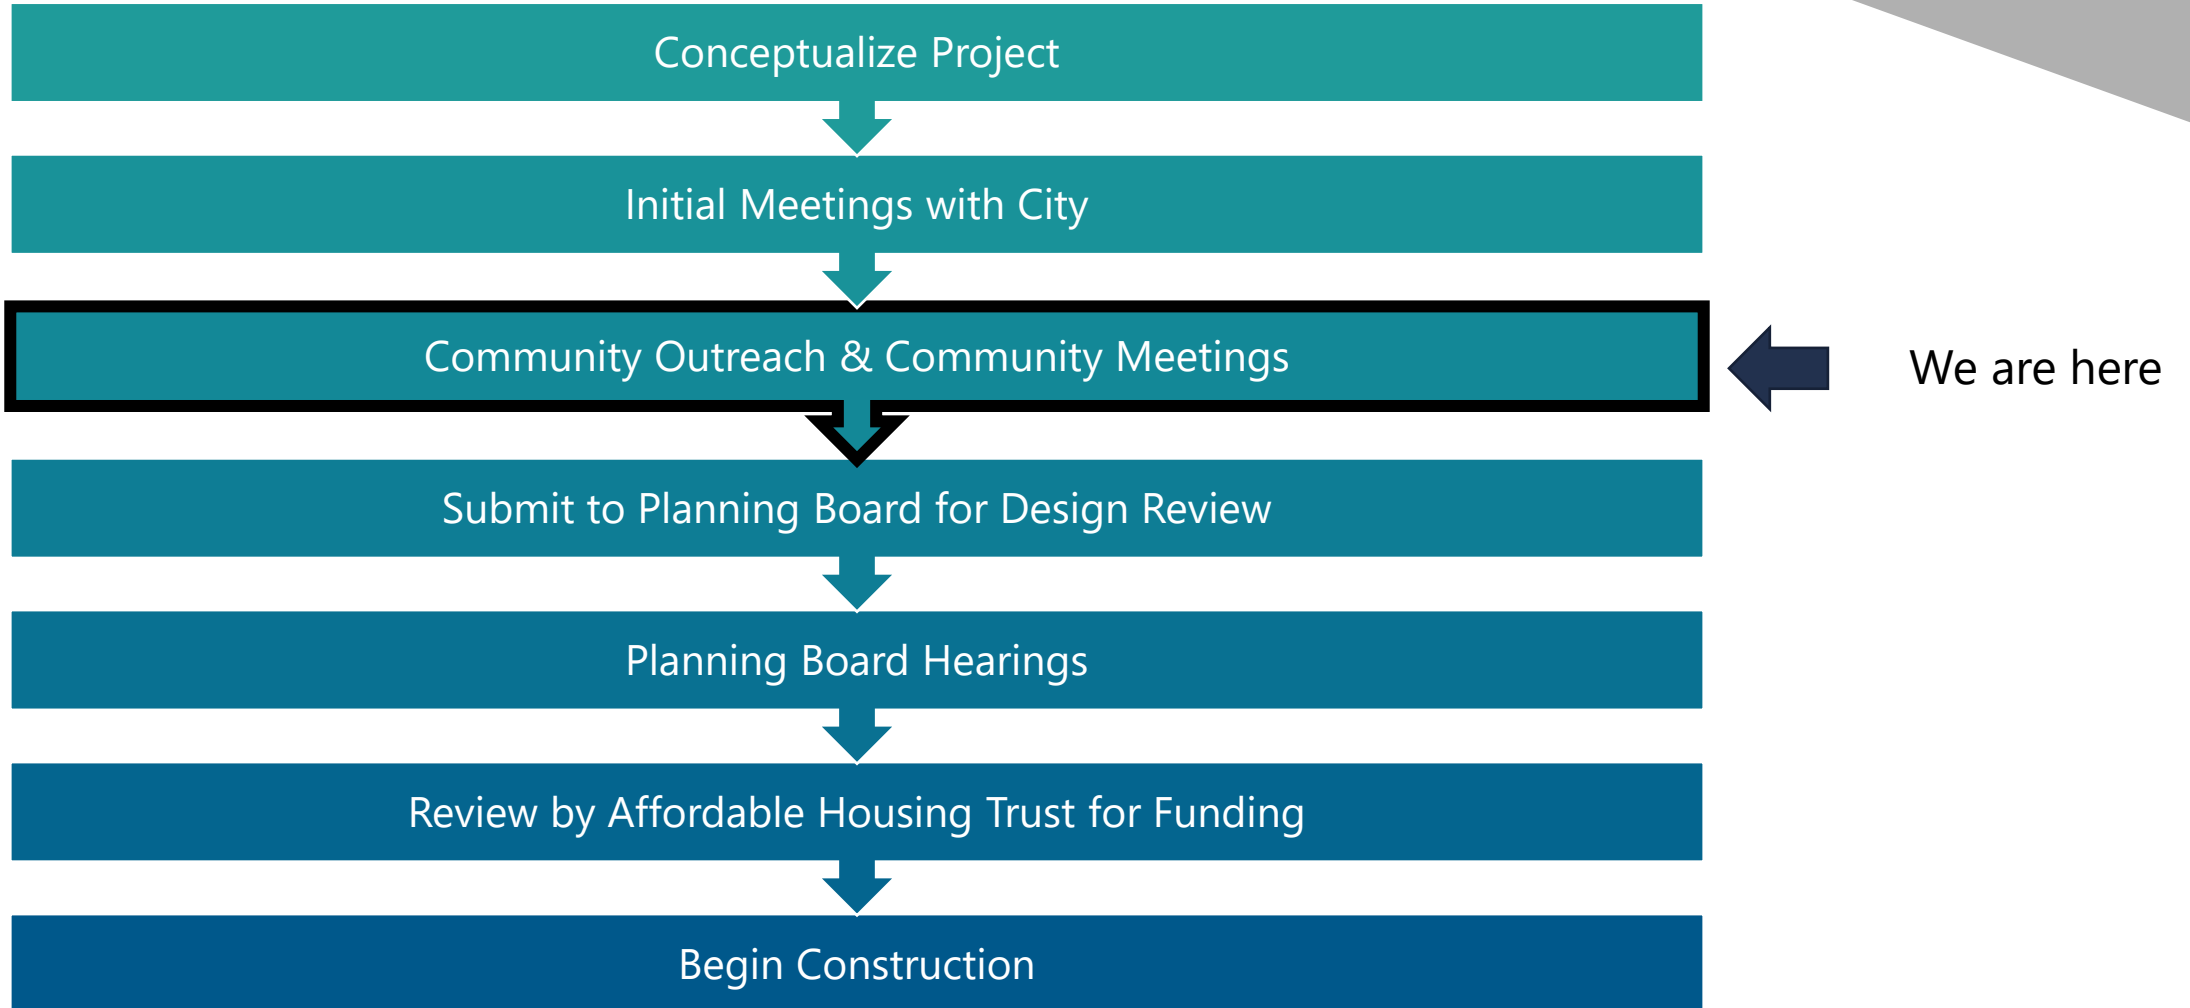 Conceptualize Project
Initial Meetings with City
Community Outreach & Community Meetings
We are here
Submit to Planning Board for Design Review
Planning Board Hearings
Review by Affordable Housing Trust for Funding
Begin Construction